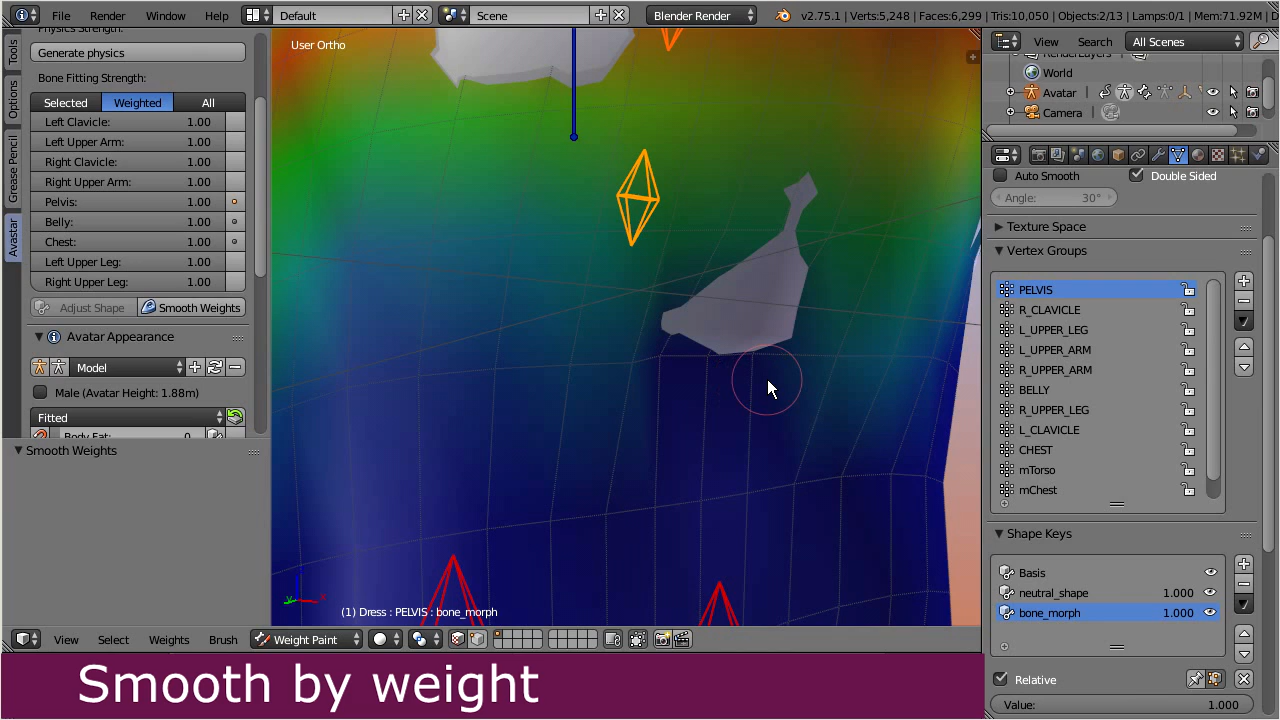 File Render Window Help Default Scene Blender Render v2.75.1 | Verts:5,248 | Faces:6,299 | Tris:10,050 | Objects:2/13 | Lamps:0/1 | Mem:71.92M | D
Tools
Options
Grease Pencil
Avastar
Generate physics
Bone Fitting Strength:
Selected Weighted All
Left Clavicle: 1.00
Left Upper Arm: 1.00
Right Clavicle: 1.00
Right Upper Arm: 1.00
Pelvis: 1.00
Belly: 1.00
Chest: 1.00
Left Upper Leg: 1.00
Right Upper Leg: 1.00
Adjust Shape Smooth Weights
Avatar Appearance
Model
Male (Avatar Height: 1.88m)
Fitted
Body Fat: 0
Smooth Weights
User Ortho
(1) Dress : PELVIS : bone_morph
View Select Weights Brush Weight Paint
View Search All Scenes
RenderLayers
World
Avatar
Camera
Auto Smooth Double Sided
Angle: 30°
Texture Space
Vertex Groups
PELVIS
R_CLAVICLE
L_UPPER_LEG
L_UPPER_ARM
R_UPPER_ARM
BELLY
R_UPPER_LEG
L_CLAVICLE
CHEST
mTorso
mChest
Shape Keys
Basis
neutral_shape 1.000
bone_morph 1.000
Relative
Value: 1.000
Smooth by weight